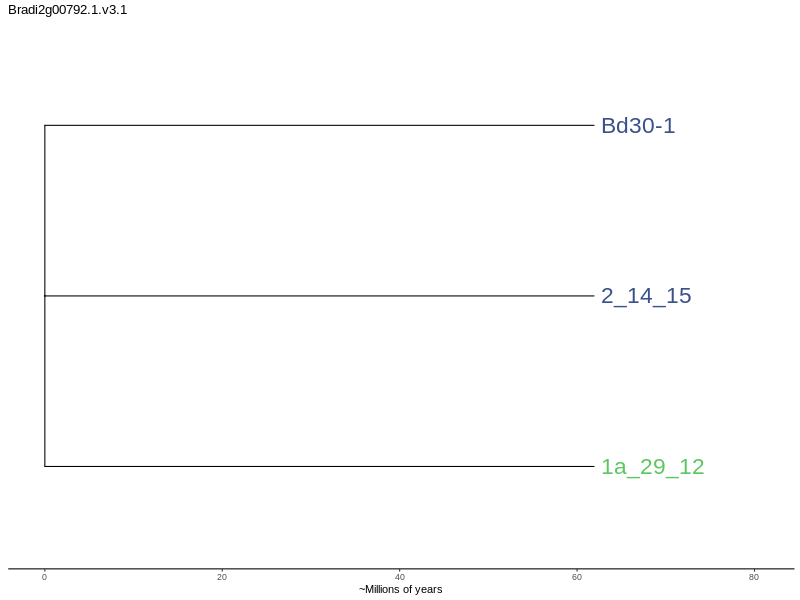 Bradi2g00792.1.v3.1
Bd30-1
2_14_15
1a_29_12
0 20 40 60 80
~Millions of years